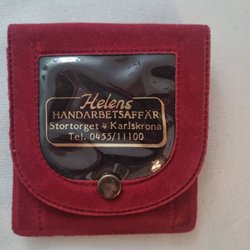 Helens
HANDARBETSAFFÄR
Stortorget 4 Karlskrona
Tel. 0455/11100